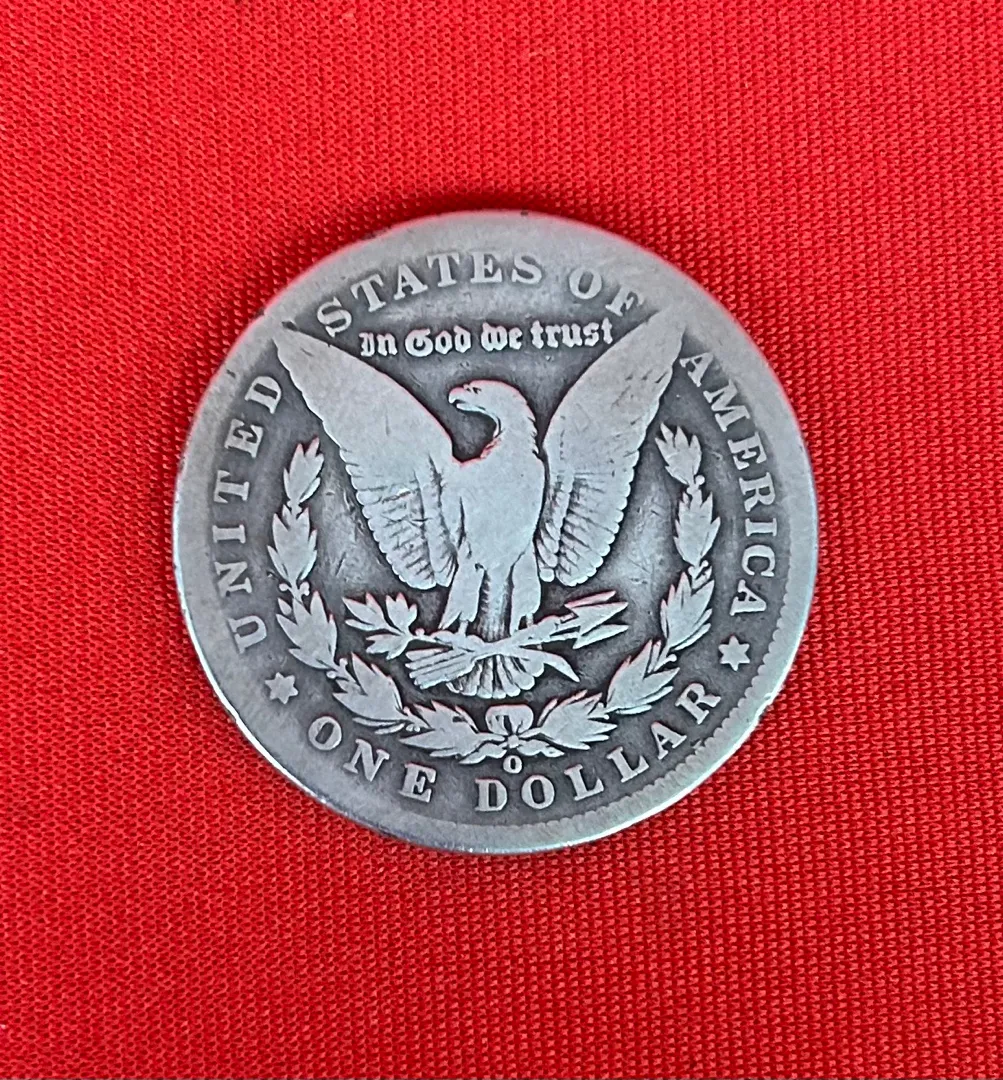 UNITED STATES OF AMERICA
In God we trust
O
ONE DOLLAR